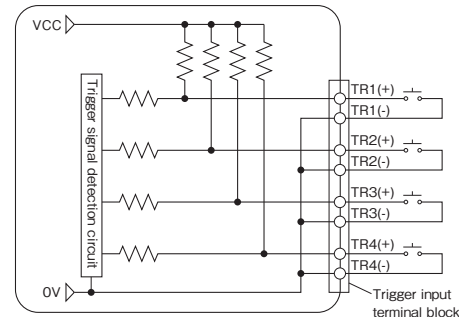 VCC
Trigger signal detection circuit
TR1(+)
TR1(-)
TR2(+)
TR2(-)
TR3(+)
TR3(-)
TR4(+)
TR4(-)
0V
Trigger input
terminal block